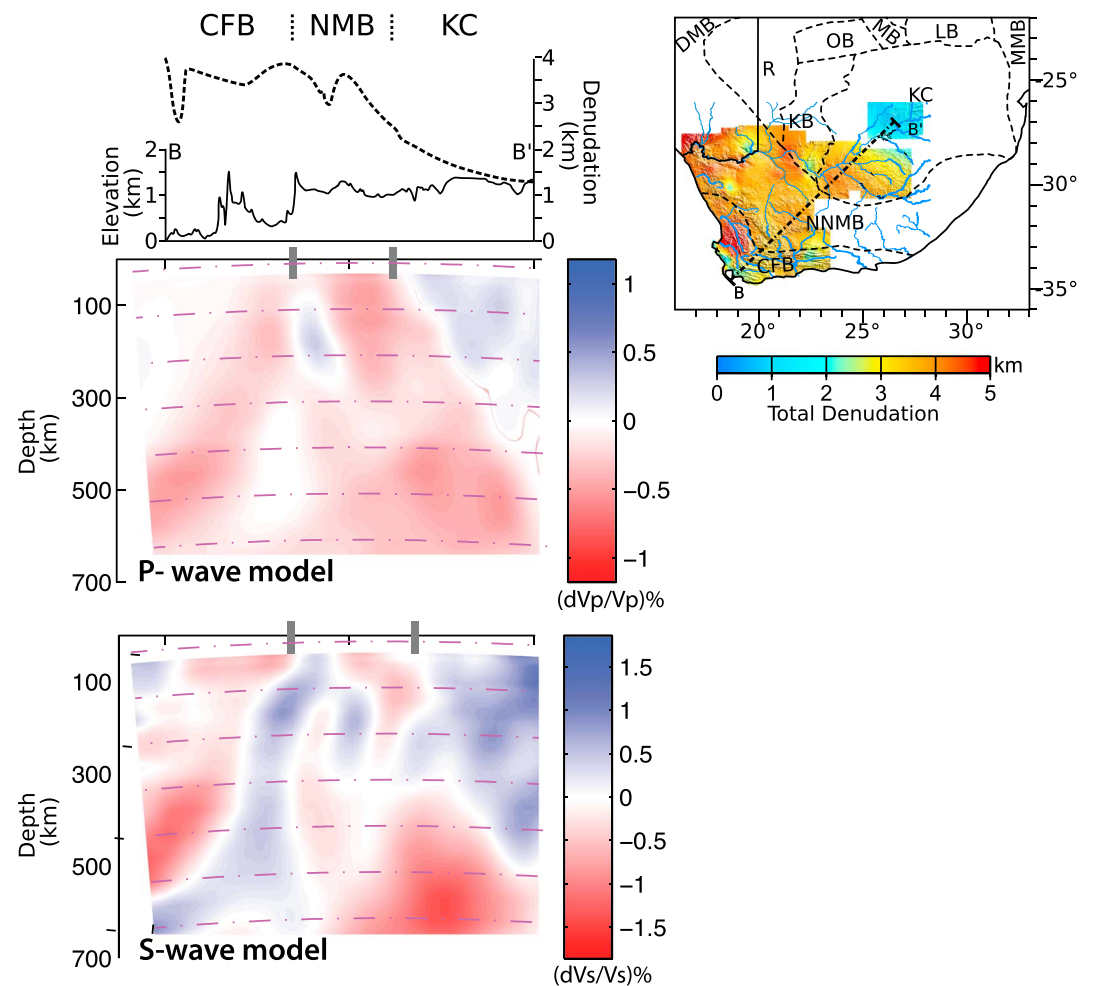 CFB
NMB
KC
4
3
2
1
0
Denudation
(km)
B
B'
2
1
0
Elevation
(km)
100
300
500
700
Depth
(km)
P- wave model
1
0.5
0
−0.5
−1
(dVp/Vp)%
100
300
500
700
Depth
(km)
S-wave model
1.5
1
0.5
0
−0.5
−1
−1.5
(dVs/Vs)%
DMB
OB
MB
LB
MMB
R
KC
KB
B'
NNMB
CFB
B
−25°
−30°
−35°
20°
25°
30°
0
1
2
3
4
5
km
Total Denudation